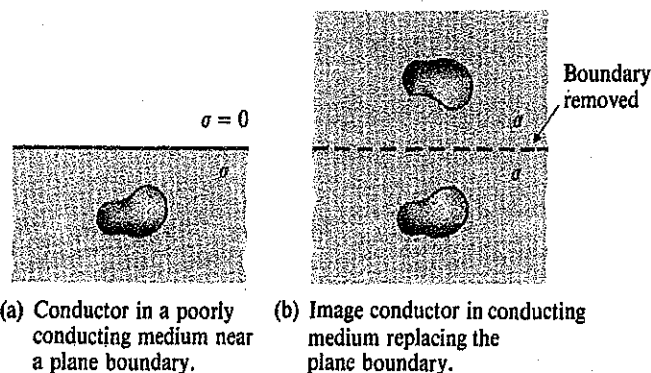 Boundary
removed
σ = 0
σ
σ
σ
(a) Conductor in a poorly
conducting medium near
a plane boundary.
(b) Image conductor in conducting
medium replacing the
plane boundary.